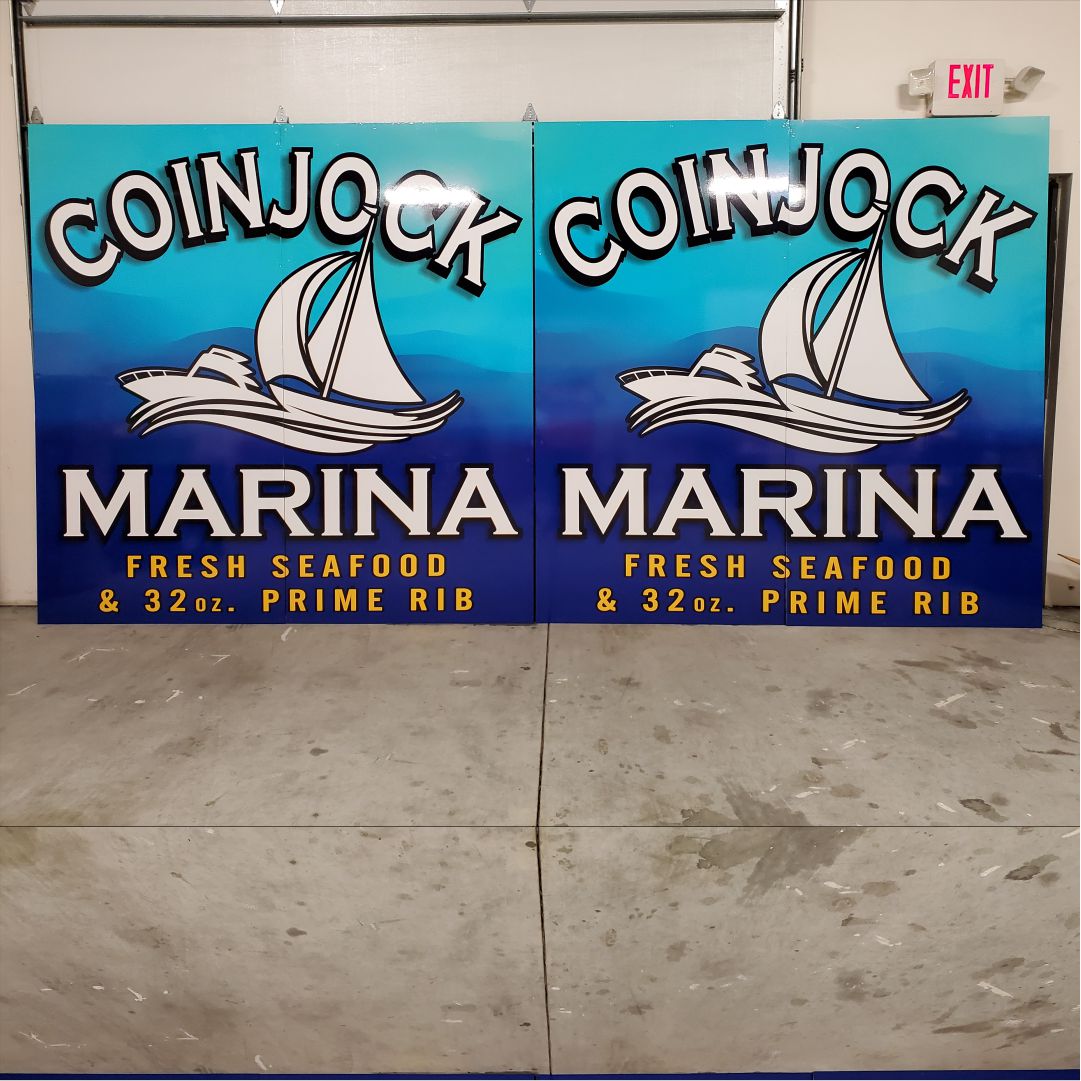 EXIT
COINJOCK
MARINA
FRESH SEAFOOD
& 32oz. PRIME RIB
COINJOCK
MARINA
FRESH SEAFOOD
& 32oz. PRIME RIB